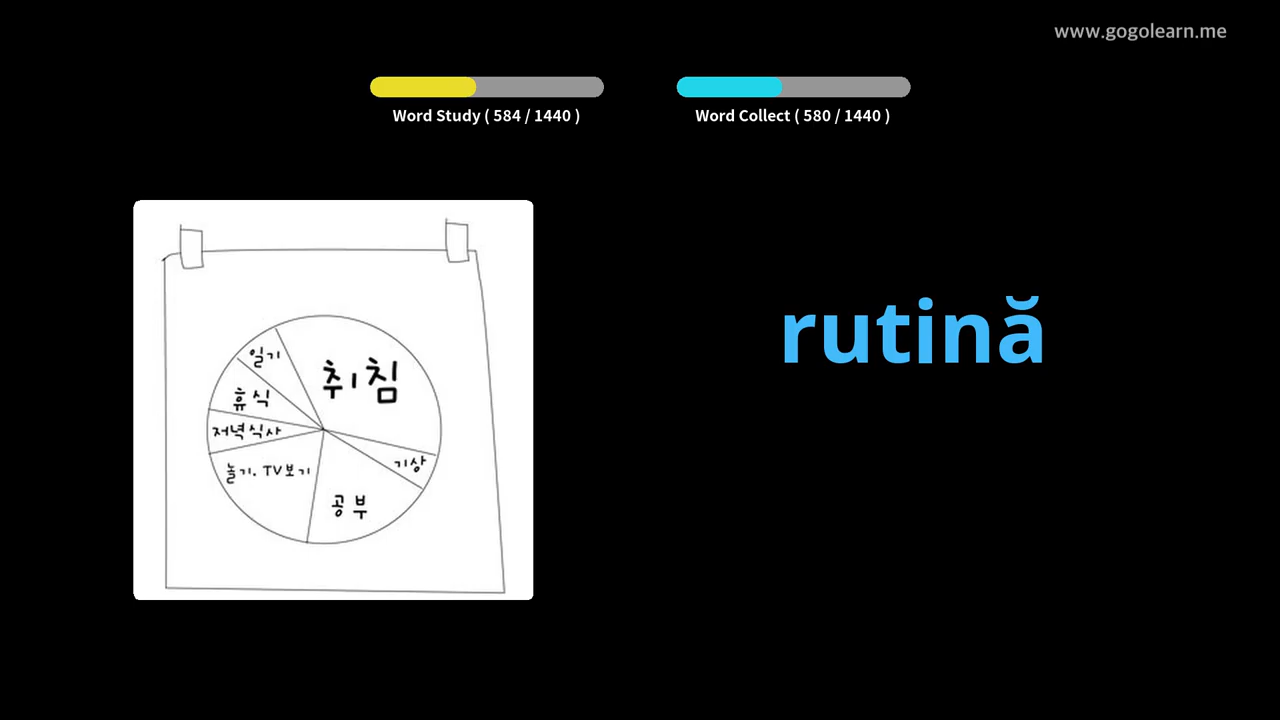 www.gogolearn.me
Word Study ( 584 / 1440 )
Word Collect ( 580 / 1440 )
rutină
일기
취침
휴식
저녁식사
기상
놀기. TV보기
공부